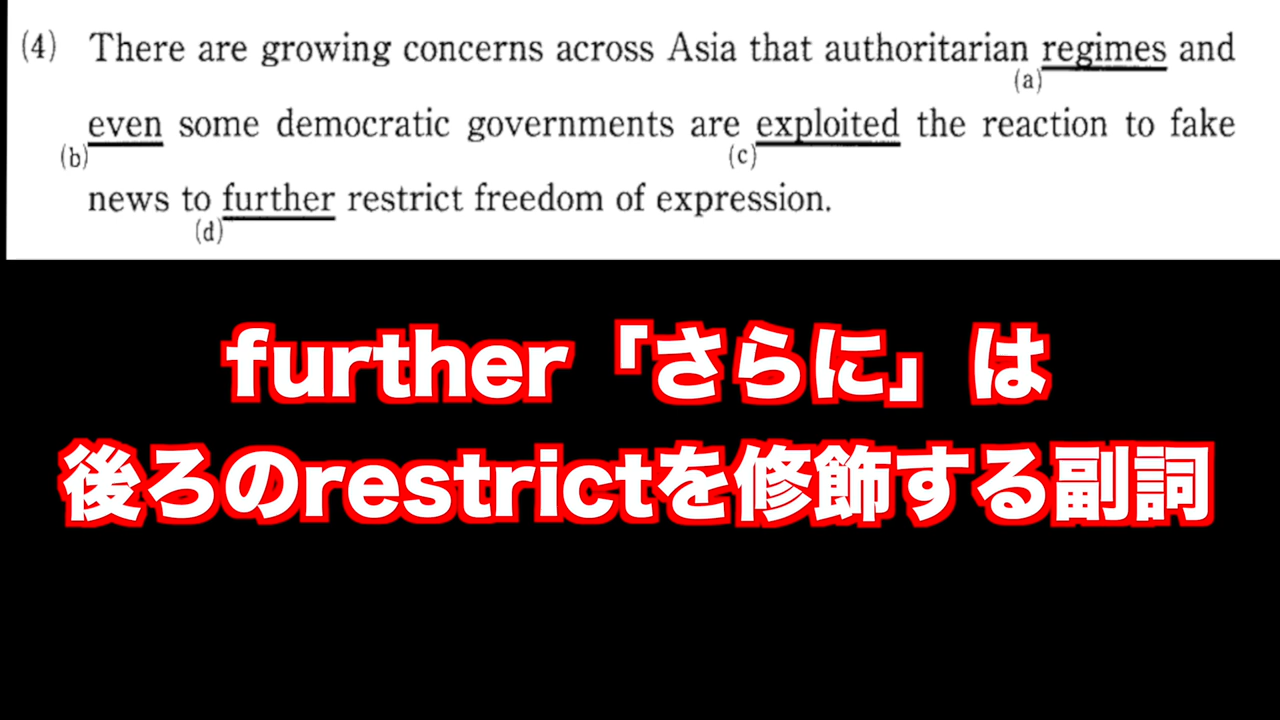 (4) There are growing concerns across Asia that authoritarian regimes and
(a)
even some democratic governments are exploited the reaction to fake
(b) (c)
news to further restrict freedom of expression.
(d)
further「さらに」は
後ろのrestrictを修飾する副詞